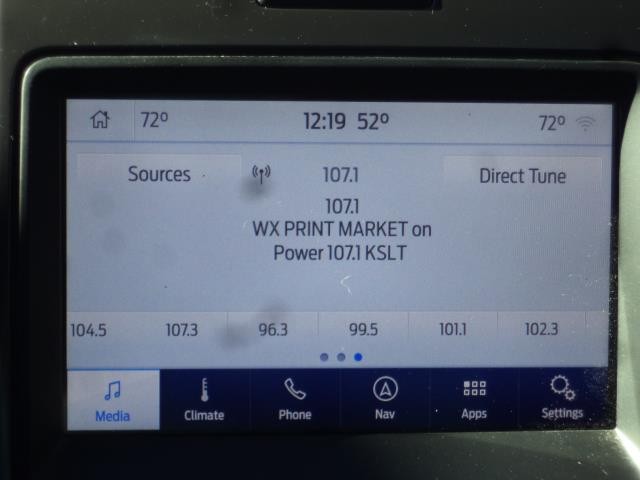 72° 12:19 52° 72°
Sources 107.1 Direct Tune
107.1
WX PRINT MARKET on
Power 107.1 KSLT
104.5 107.3 96.3 99.5 101.1 102.3
Media Climate Phone Nav Apps Settings